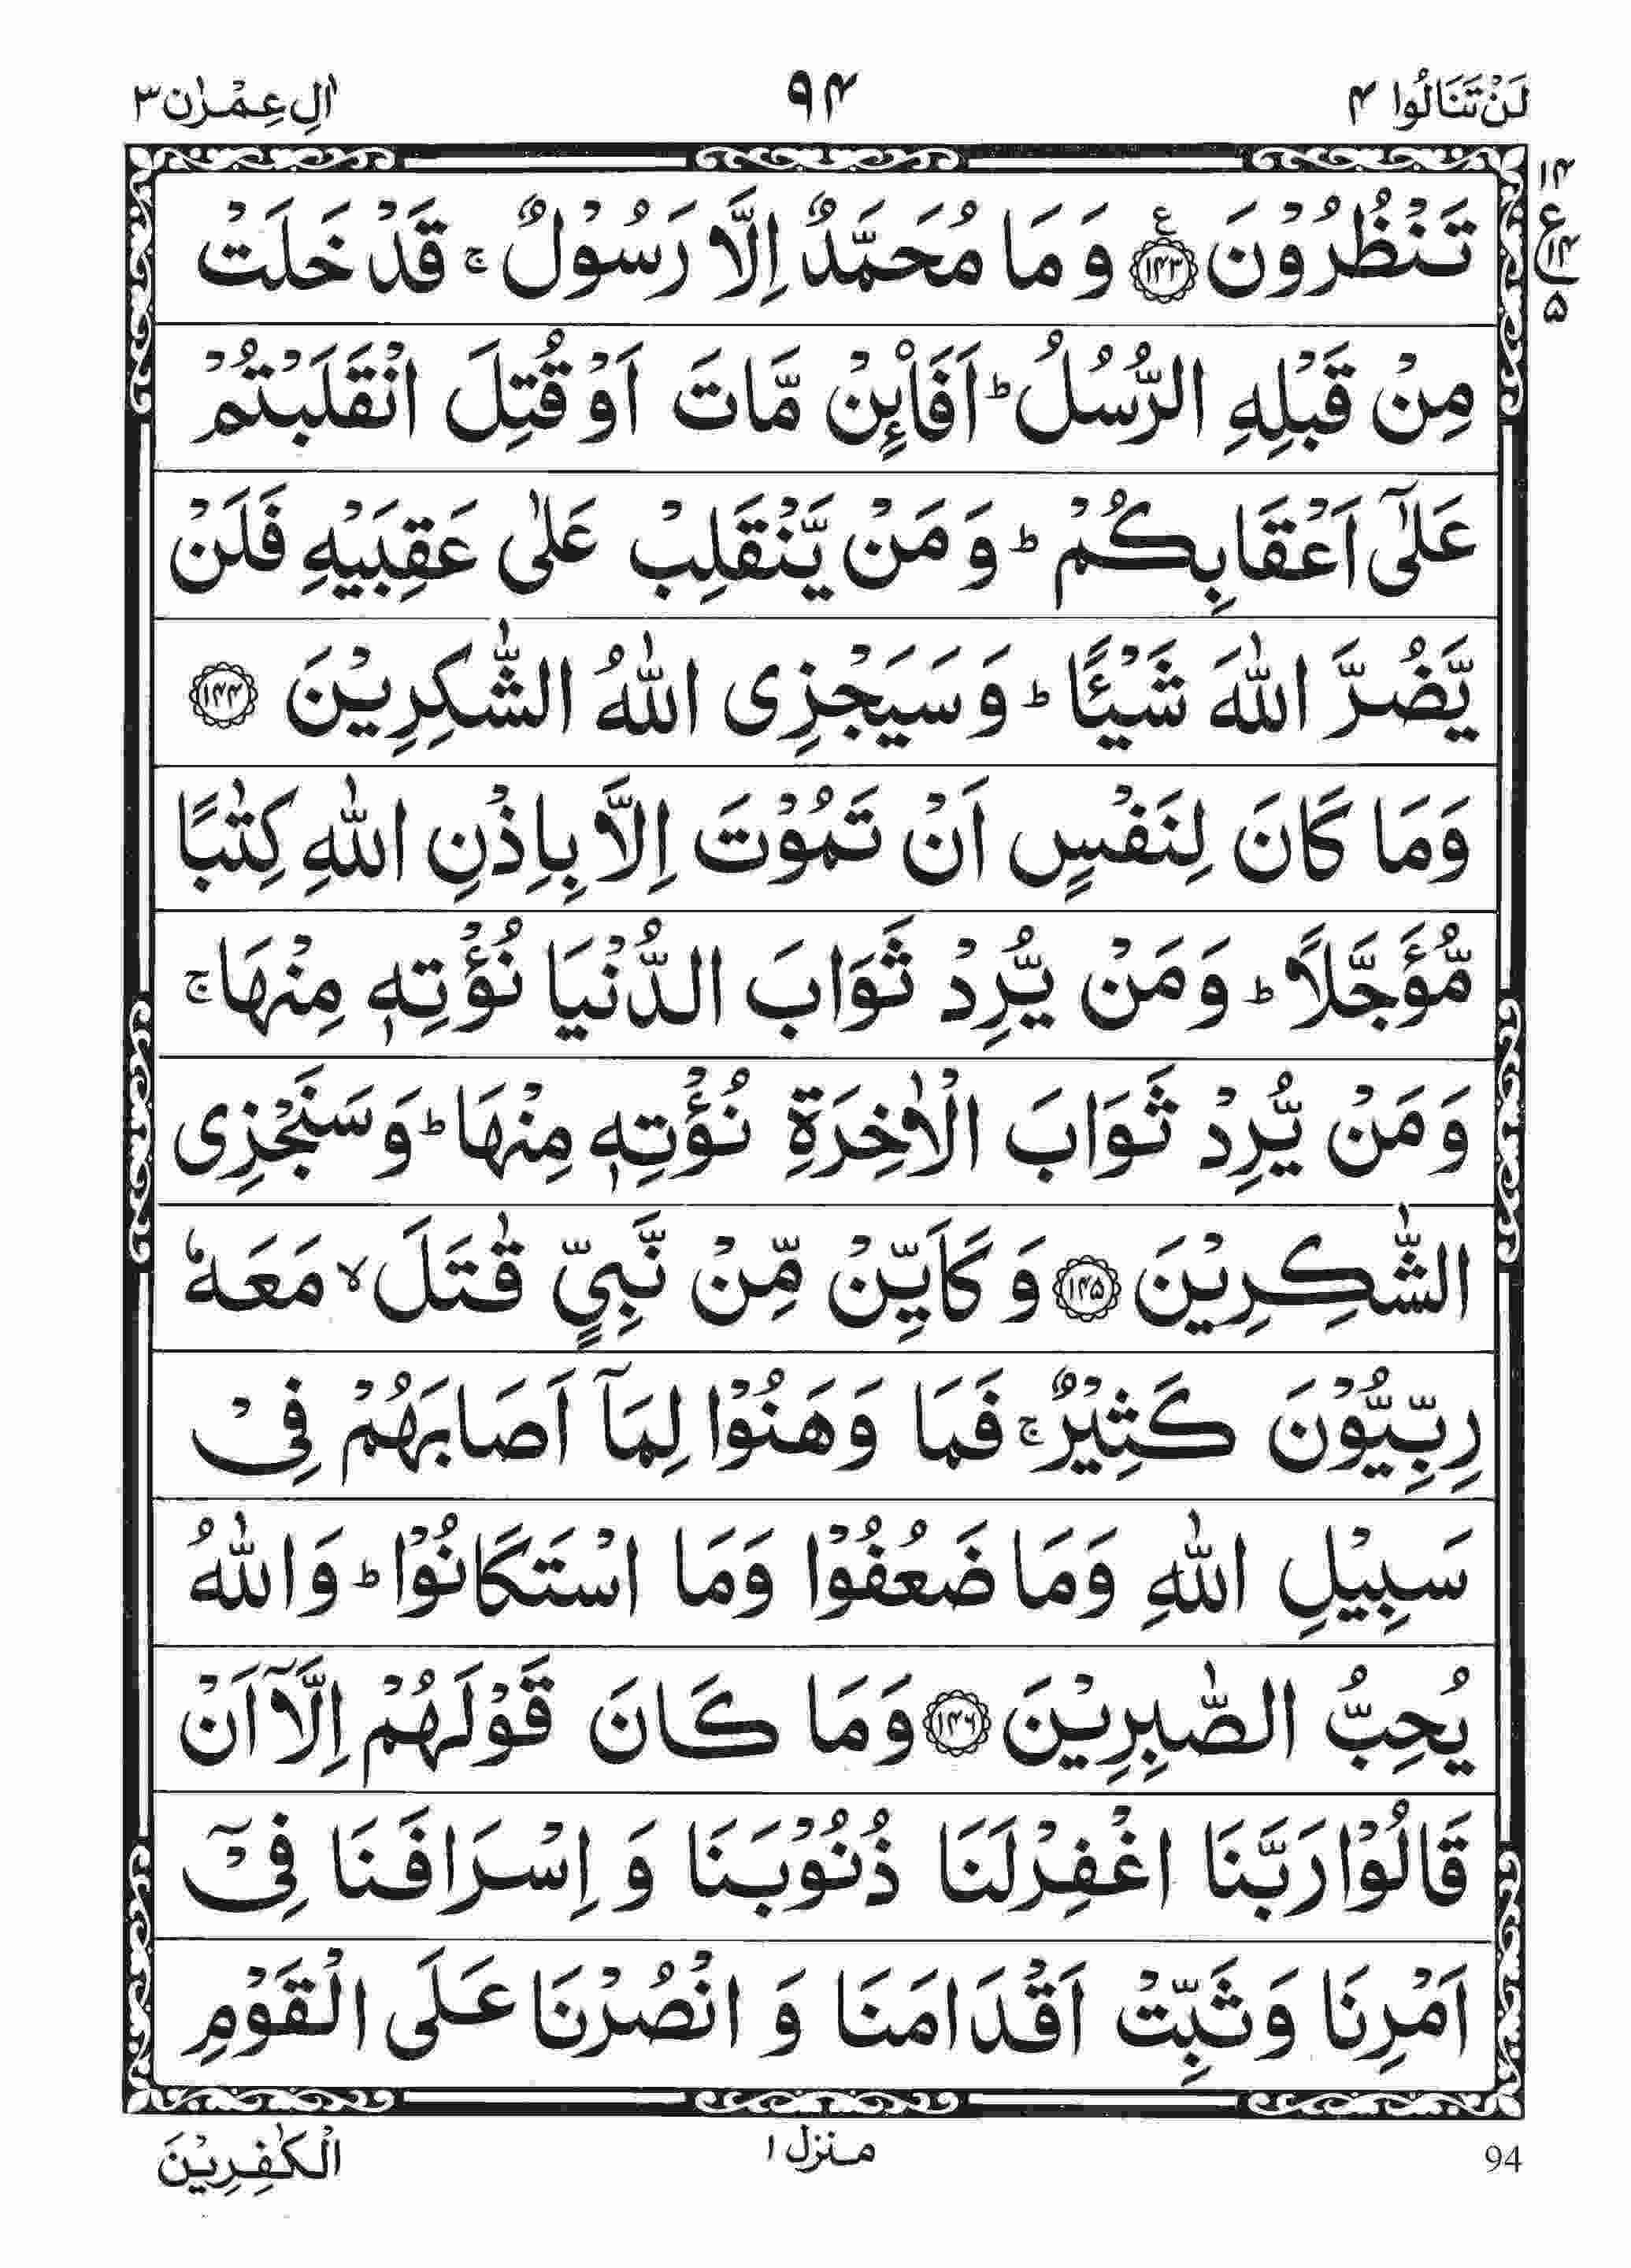 لَنْ تَنَالُوا ۴ ۹۴ اٰلِ عِمْرٰن ۳
۱۴
ع
۱۴
۵
تَنْظُرُوْنَ ﴿۱۴۳﴾ ع وَ مَا مُحَمَّدٌ اِلَّا رَسُوْلٌ ۚ قَدْ خَلَتْ
مِنْ قَبْلِهِ الرُّسُلُ ؕ اَفَا۠ئِنْ مَّاتَ اَوْ قُتِلَ انْقَلَبْتُمْ
عَلٰٓى اَعْقَابِكُمْ ؕ وَ مَنْ يَّنْقَلِبْ عَلٰى عَقِبَيْهِ فَلَنْ
يَّضُرَّ اللّٰهَ شَيْـًٔا ؕ وَ سَيَجْزِى اللّٰهُ الشّٰكِرِيْنَ ﴿۱۴۴﴾
وَمَا كَانَ لِنَفْسٍ اَنْ تَمُوْتَ اِلَّا بِاِذْنِ اللّٰهِ كِتٰبًا
مُّؤَجَّلًا ؕ وَمَنْ يُّرِدْ ثَوَابَ الدُّنْيَا نُؤْتِهٖ مِنْهَا ۚ
وَمَنْ يُّرِدْ ثَوَابَ الْاٰخِرَةِ نُؤْتِهٖ مِنْهَا ؕ وَ سَنَجْزِى
الشّٰكِرِيْنَ ﴿۱۴۵﴾ وَ كَاَيِّنْ مِّنْ نَّبِىٍّ قٰتَلَ ۙ مَعَهٗ
رِبِّيُّوْنَ كَثِيْرٌ ۚ فَمَا وَهَنُوْا لِمَاۤ اَصَابَهُمْ فِىْ
سَبِيْلِ اللّٰهِ وَمَا ضَعُفُوْا وَمَا اسْتَكَانُوْا ؕ وَاللّٰهُ
يُحِبُّ الصّٰبِرِيْنَ ﴿۱۴۶﴾ وَمَا كَانَ قَوْلَهُمْ اِلَّاۤ اَنْ
قَالُوْا رَبَّنَا اغْفِرْلَنَا ذُنُوْبَنَا وَ اِسْرَافَنَا فِىْۤ
اَمْرِنَا وَثَبِّتْ اَقْدَامَنَا وَ انْصُرْنَا عَلَى الْقَوْمِ
94 منزل ۱ الْكٰفِرِيْنَ